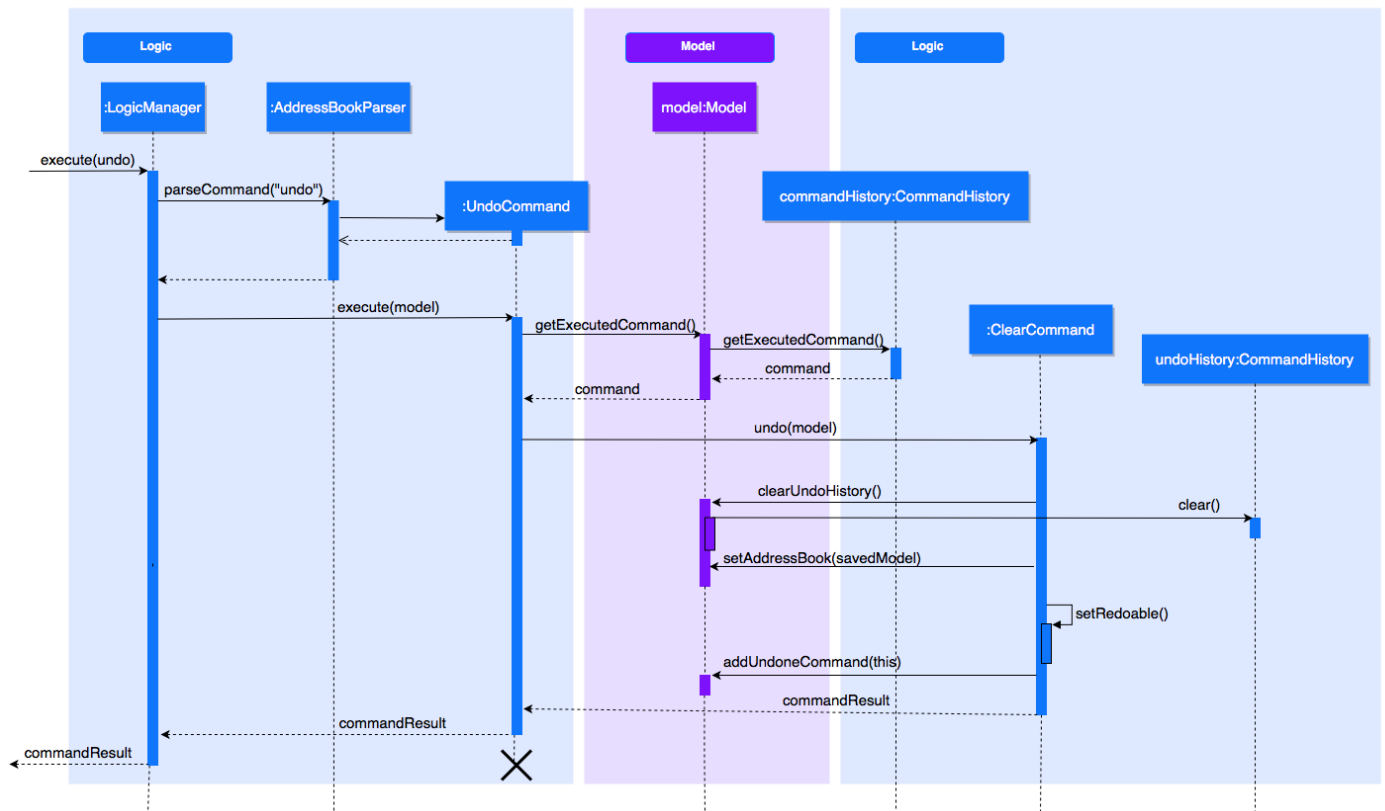 Logic
Model
Logic
:LogicManager
:AddressBookParser
model:Model
execute(undo)
parseCommand("undo")
:UndoCommand
commandHistory:CommandHistory
execute(model)
getExecutedCommand()
getExecutedCommand()
:ClearCommand
undoHistory:CommandHistory
command
command
undo(model)
clearUndoHistory()
clear()
setAddressBook(savedModel)
setRedoable()
addUndoneCommand(this)
commandResult
commandResult
commandResult